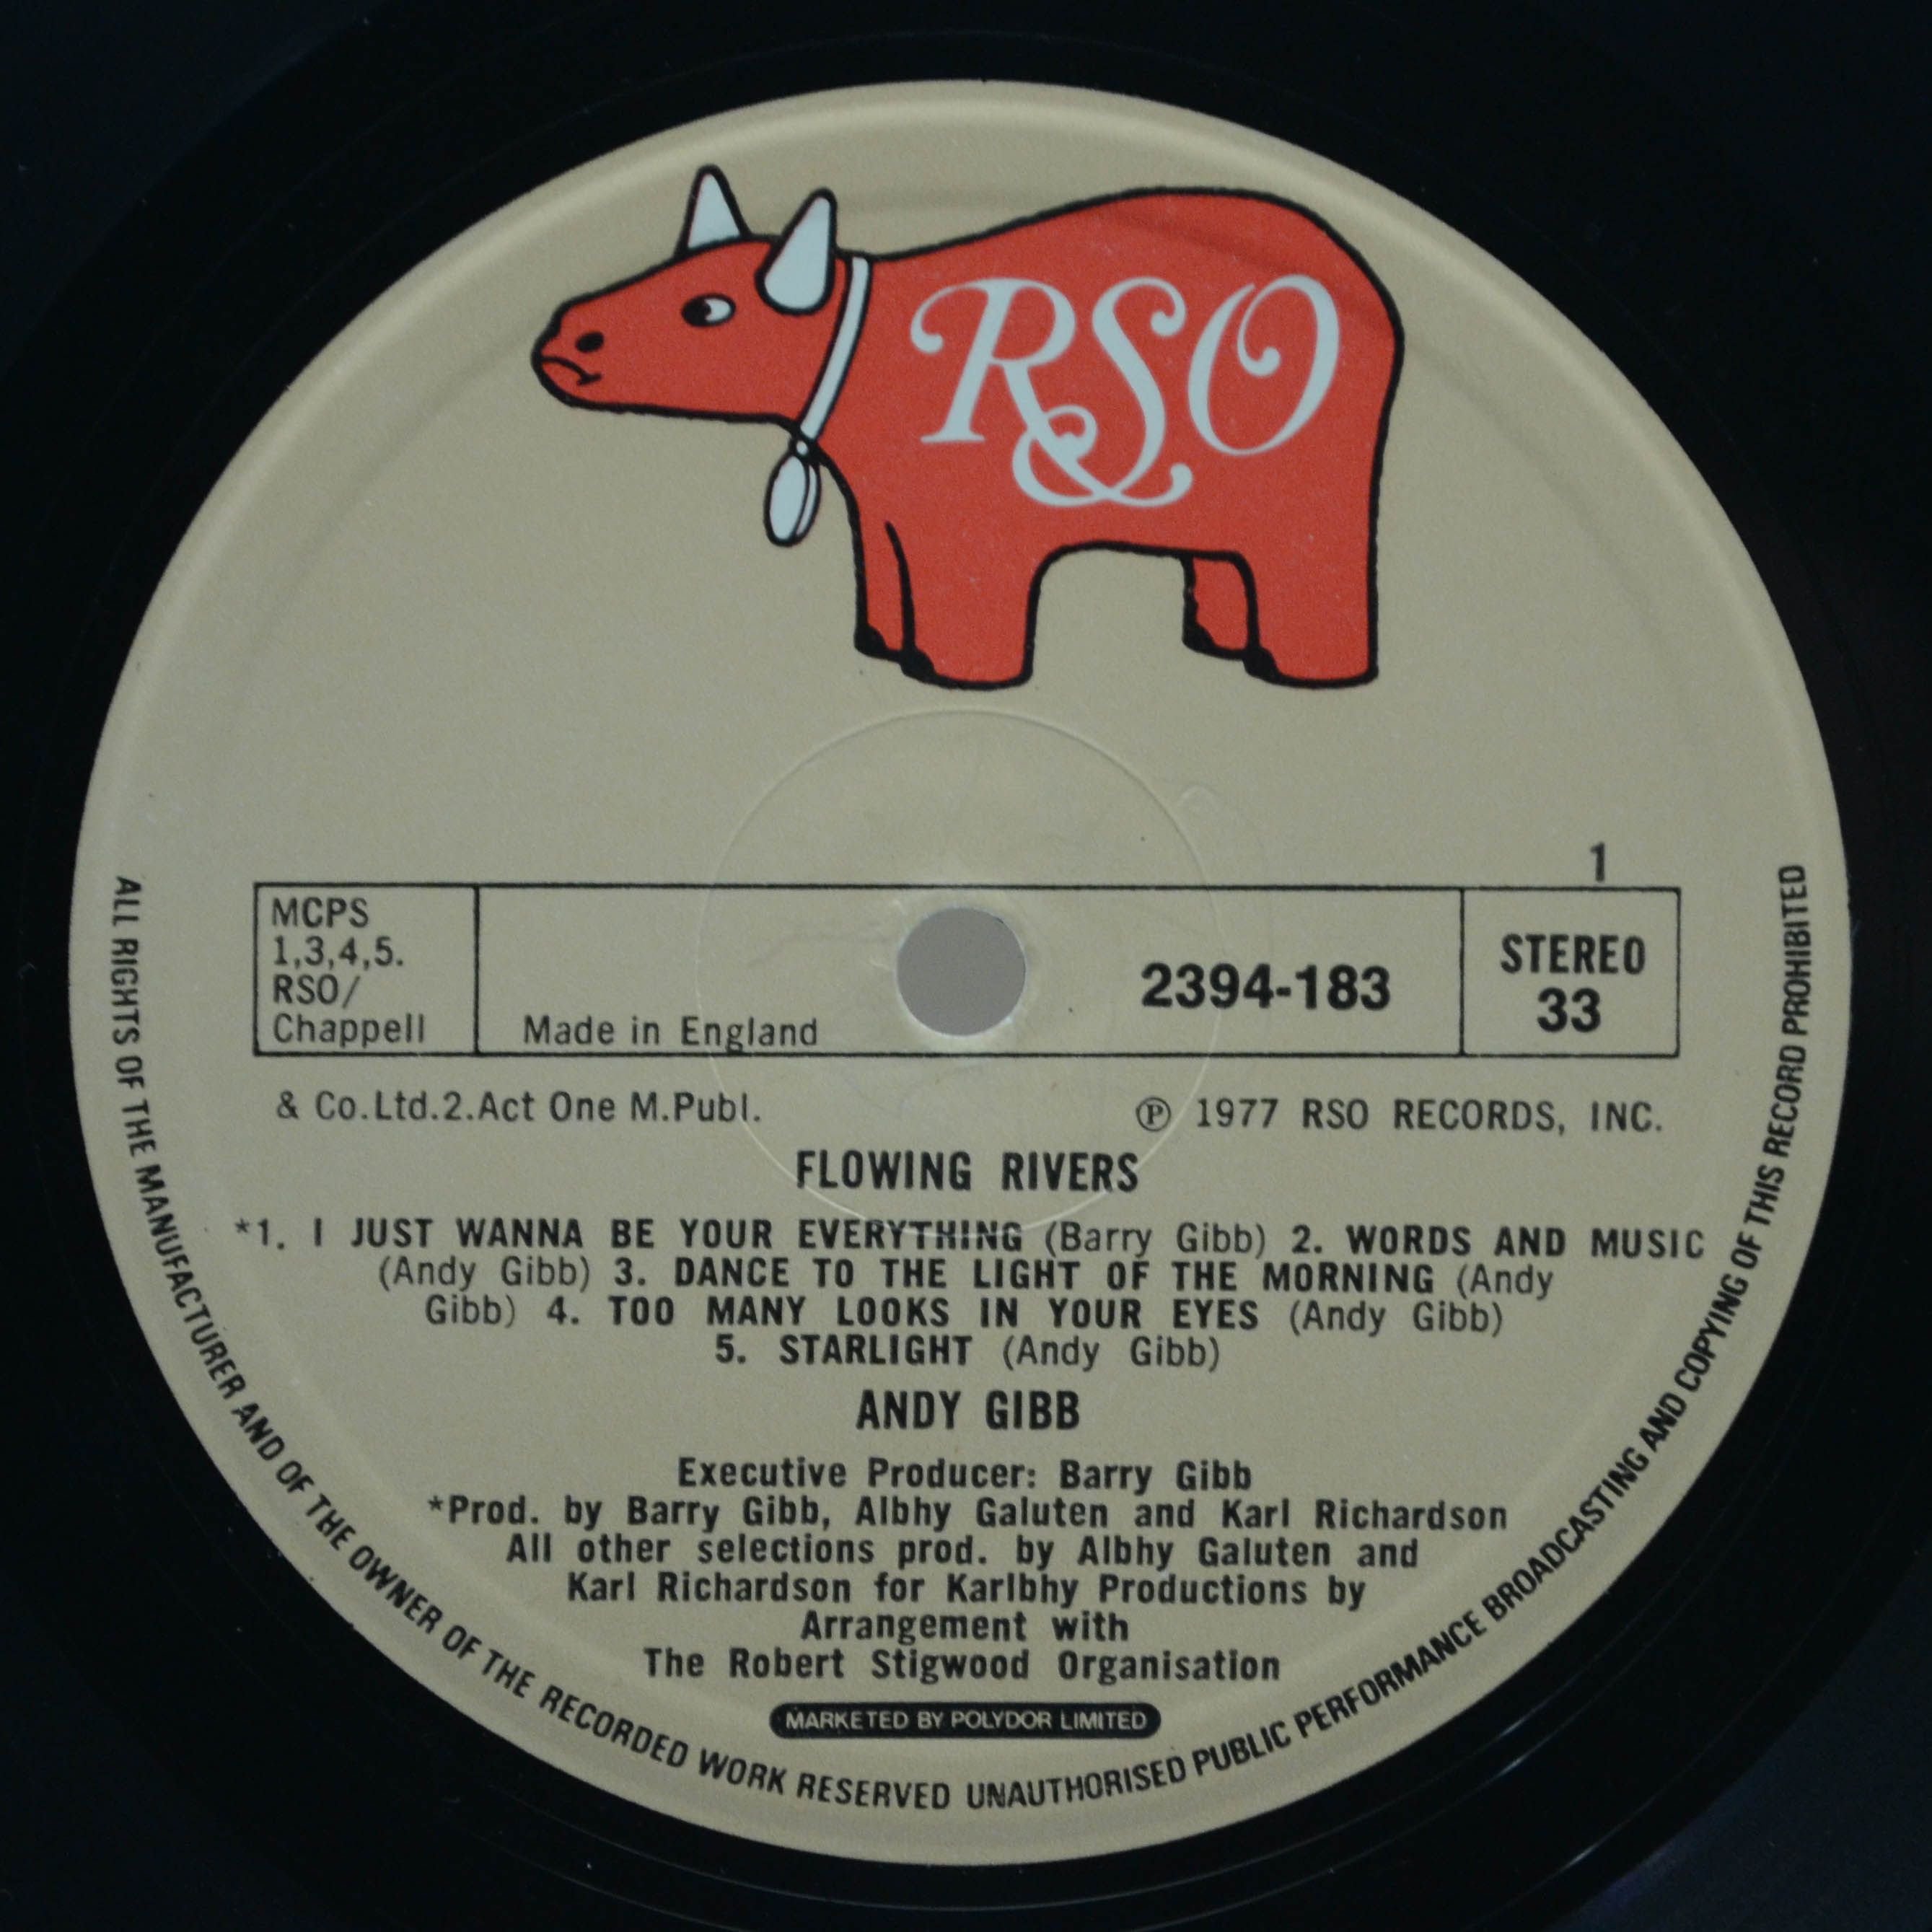 RSO
1
MCPS
1,3,4,5.
RSO/
Chappell
Made in England
2394-183
STEREO
33
& Co.Ltd.2.Act One M.Publ.
℗ 1977 RSO RECORDS, INC.
FLOWING RIVERS
*1. I JUST WANNA BE YOUR EVERYTHING (Barry Gibb) 2. WORDS AND MUSIC
(Andy Gibb) 3. DANCE TO THE LIGHT OF THE MORNING (Andy
Gibb) 4. TOO MANY LOOKS IN YOUR EYES (Andy Gibb)
5. STARLIGHT (Andy Gibb)
ANDY GIBB
Executive Producer: Barry Gibb
*Prod. by Barry Gibb, Albhy Galuten and Karl Richardson
All other selections prod. by Albhy Galuten and
Karl Richardson for Karlbhy Productions by
Arrangement with
The Robert Stigwood Organisation
MARKETED BY POLYDOR LIMITED
ALL RIGHTS OF THE MANUFACTURER AND OF THE OWNER OF THE RECORDED WORK RESERVED UNAUTHORISED PUBLIC PERFORMANCE BROADCASTING AND COPYING OF THIS RECORD PROHIBITED